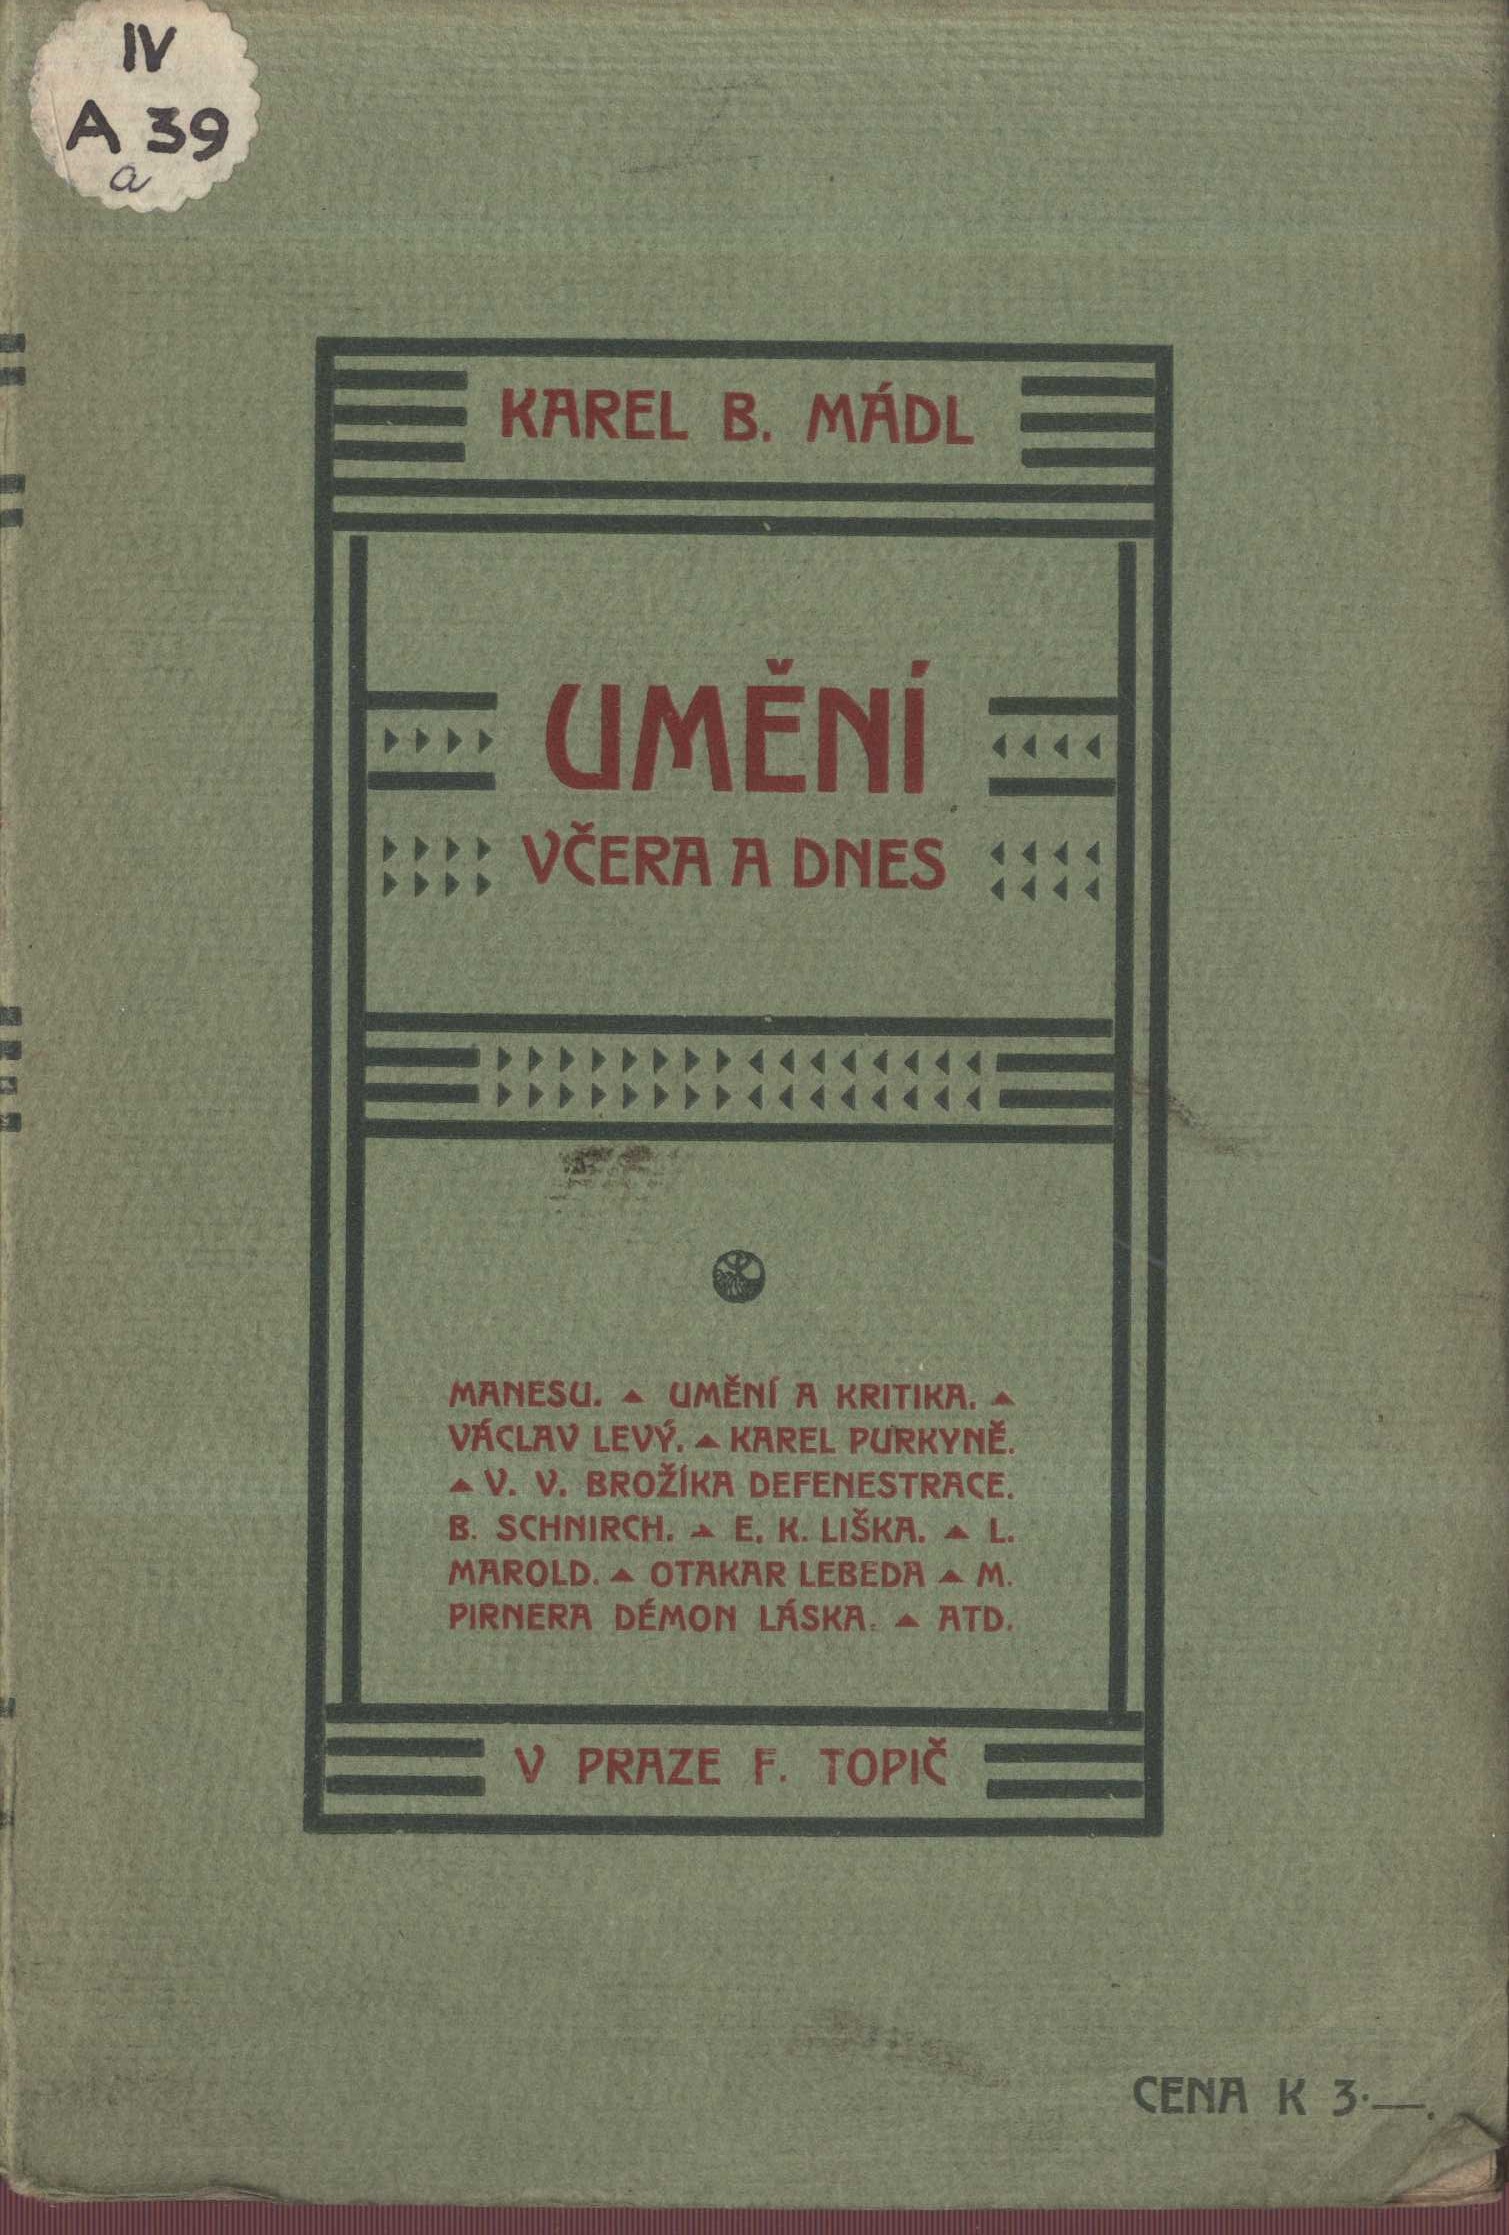 IV
A 39
a
KAREL B. MÁDL
UMĚNÍ
VČERA A DNES
MANESU. ▲ UMĚNÍ A KRITIKA. ▲
VÁCLAV LEVÝ. ▲ KAREL PURKYNĚ.
▲ V. V. BROŽÍKA DEFENESTRACE.
B. SCHNIRCH. ▲ E. K. LIŠKA. ▲ L.
MAROLD. ▲ OTAKAR LEBEDA ▲ M.
PIRNERA DÉMON LÁSKA. ▲ ATD.
V PRAZE F. TOPIČ
CENA K 3·—.